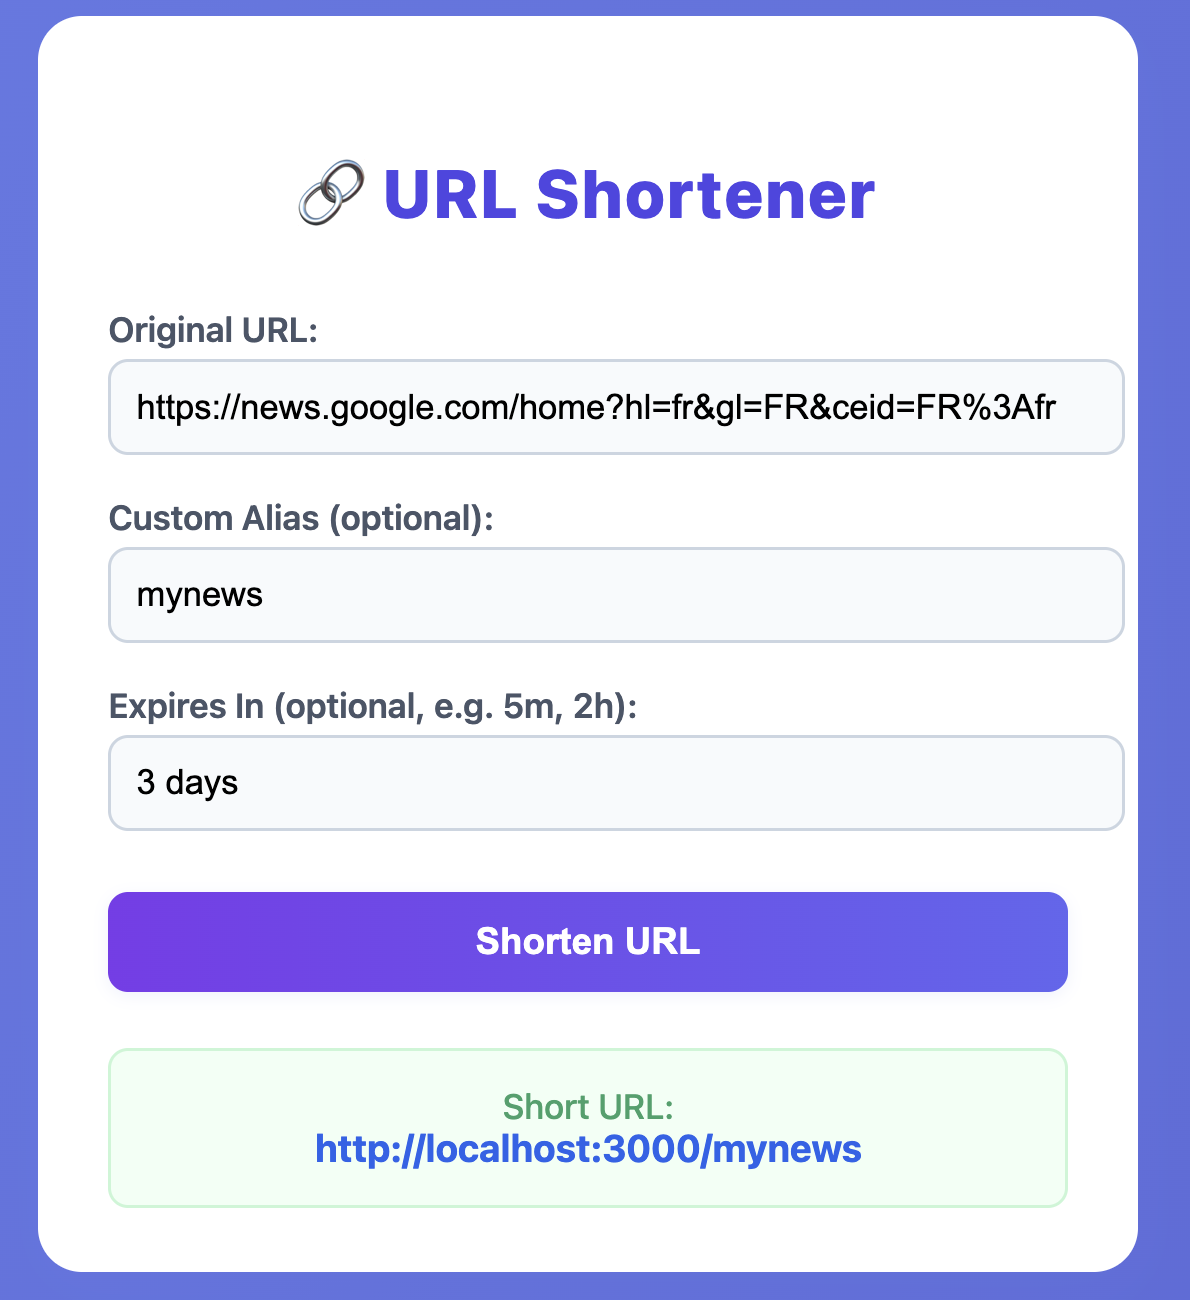 URL Shortener
Original URL:
https://news.google.com/home?hl=fr&gl=FR&ceid=FR%3Afr
Custom Alias (optional):
mynews
Expires In (optional, e.g. 5m, 2h):
3 days
Shorten URL
Short URL:
http://localhost:3000/mynews